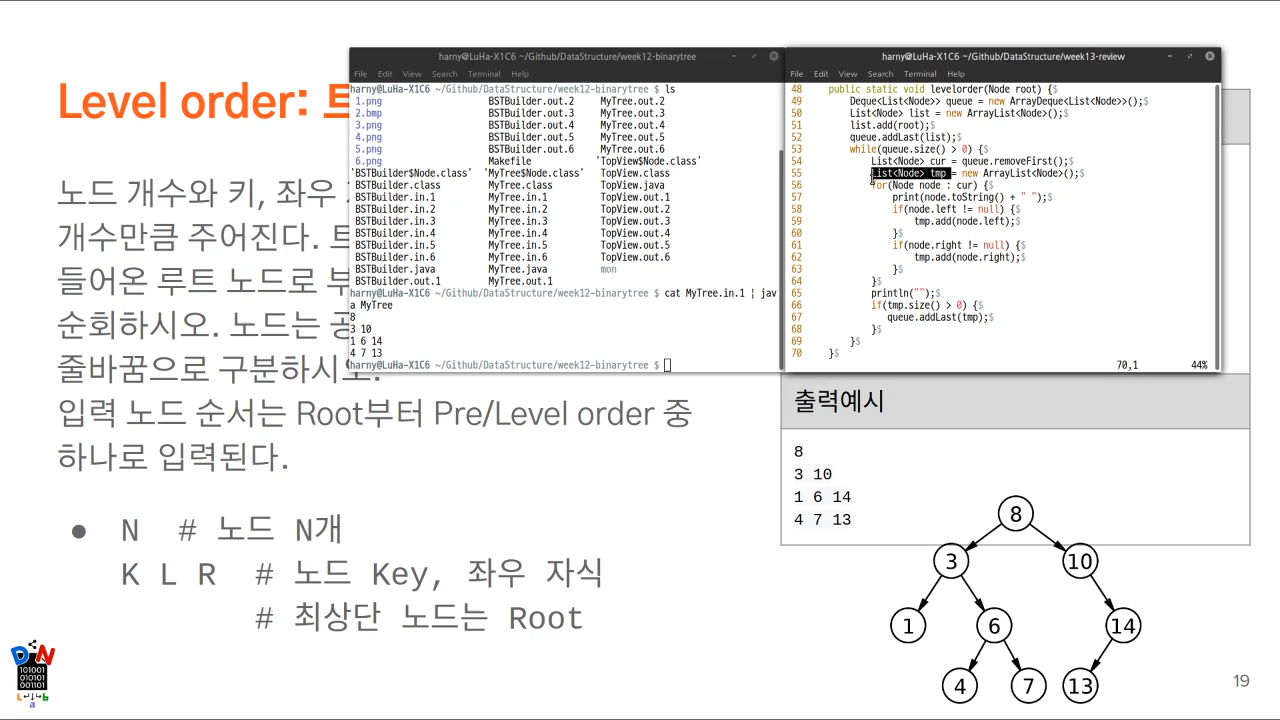 Level order:
노드 개수와 키, 좌우
개수만큼 주어진다.
들어온 루트 노드로
순회하시오. 노드는
줄바꿈으로 구분하시오.
입력 노드 순서는 Root부터 Pre/Level order 중
하나로 입력된다.
● N # 노드 N개
K L R # 노드 Key, 좌우 자식
# 최상단 노드는 Root
harny@LuHa-X1C6 ~/Github/DataStructure/week12-binarytree
File Edit View Search Terminal Help
harny@LuHa-X1C6 ~/Github/DataStructure/week12-binarytree $ ls
1.png BSTBuilder.out.2 MyTree.out.2
2.bmp BSTBuilder.out.3 MyTree.out.3
3.png BSTBuilder.out.4 MyTree.out.4
4.png BSTBuilder.out.5 MyTree.out.5
5.png BSTBuilder.out.6 MyTree.out.6
6.png Makefile 'TopView$Node.class'
'BSTBuilder$Node.class' 'MyTree$Node.class' TopView.class
BSTBuilder.class MyTree.class TopView.java
BSTBuilder.in.1 MyTree.in.1 TopView.out.1
BSTBuilder.in.2 MyTree.in.2 TopView.out.2
BSTBuilder.in.3 MyTree.in.3 TopView.out.3
BSTBuilder.in.4 MyTree.in.4 TopView.out.4
BSTBuilder.in.5 MyTree.in.5 TopView.out.5
BSTBuilder.in.6 MyTree.in.6 TopView.out.6
BSTBuilder.java MyTree.java mon
BSTBuilder.out.1 MyTree.out.1
harny@LuHa-X1C6 ~/Github/DataStructure/week12-binarytree $ cat MyTree.in.1 | jav
a MyTree
8
3 10
1 6 14
4 7 13
harny@LuHa-X1C6 ~/Github/DataStructure/week12-binarytree $
harny@LuHa-X1C6 ~/Github/DataStructure/week13-review
File Edit View Search Terminal Help
48 public static void levelorder(Node root) {$
49 Deque<List<Node>> queue = new ArrayDeque<List<Node>>();$
50 List<Node> list = new ArrayList<Node>();$
51 list.add(root);$
52 queue.addLast(list);$
53 while(queue.size() > 0) {$
54 List<Node> cur = queue.removeFirst();$
55 List<Node> tmp = new ArrayList<Node>();$
56 for(Node node : cur) {$
57 print(node.toString() + " ");$
58 if(node.left != null) {$
59 tmp.add(node.left);$
60 }$
61 if(node.right != null) {$
62 tmp.add(node.right);$
63 }$
64 }$
65 println("");$
66 if(tmp.size() > 0) {$
67 queue.addLast(tmp);$
68 }$
69 }$
70 }$
70,1 44%
출력예시
8
3 10
1 6 14
4 7 13
8
3 10
1 6 14
4 7 13
D N
101001
010101
001101
19